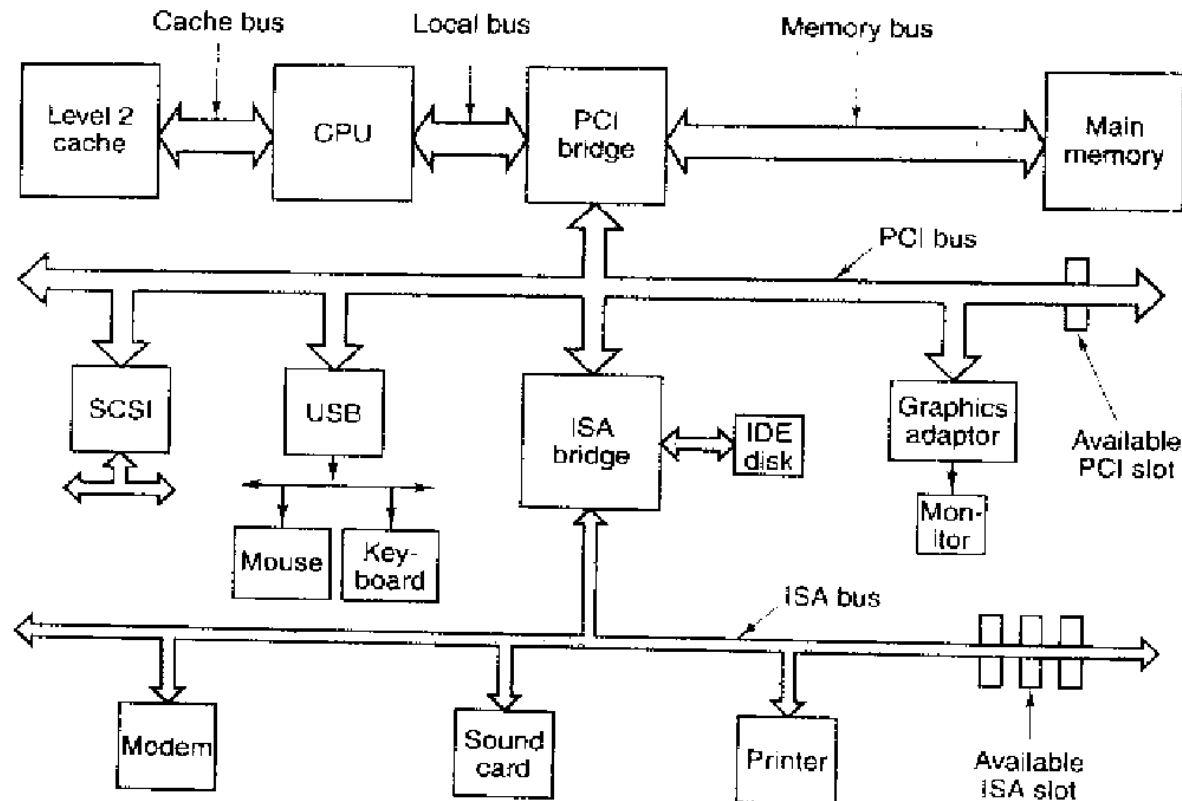 Cache bus
Local bus
Memory bus
Level 2
cache
CPU
PCI
bridge
Main
memory
PCI bus
SCSI
USB
ISA
bridge
IDE
disk
Graphics
adaptor
Available
PCI slot
Mouse
Key-
board
Mon-
itor
ISA bus
Modem
Sound
card
Printer
Available
ISA slot